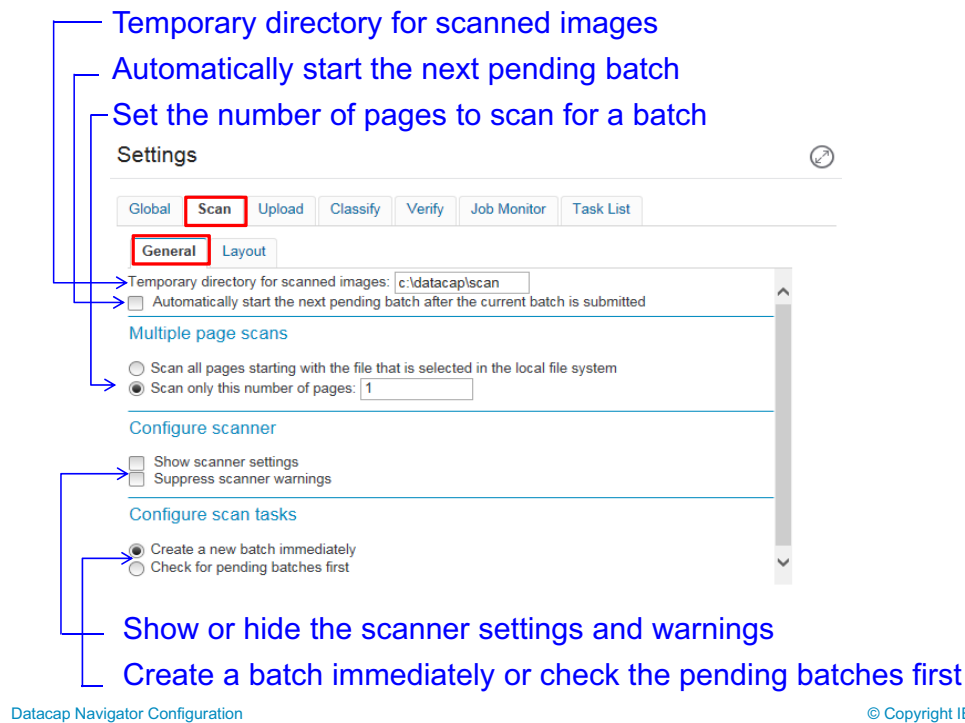 Temporary directory for scanned images
Automatically start the next pending batch
Set the number of pages to scan for a batch
Settings
Global Scan Upload Classify Verify Job Monitor Task List
General Layout
Temporary directory for scanned images: c:\datacap\scan
Automatically start the next pending batch after the current batch is submitted
Multiple page scans
Scan all pages starting with the file that is selected in the local file system
Scan only this number of pages: 1
Configure scanner
Show scanner settings
Suppress scanner warnings
Configure scan tasks
Create a new batch immediately
Check for pending batches first
Show or hide the scanner settings and warnings
Create a batch immediately or check the pending batches first
Datacap Navigator Configuration © Copyright